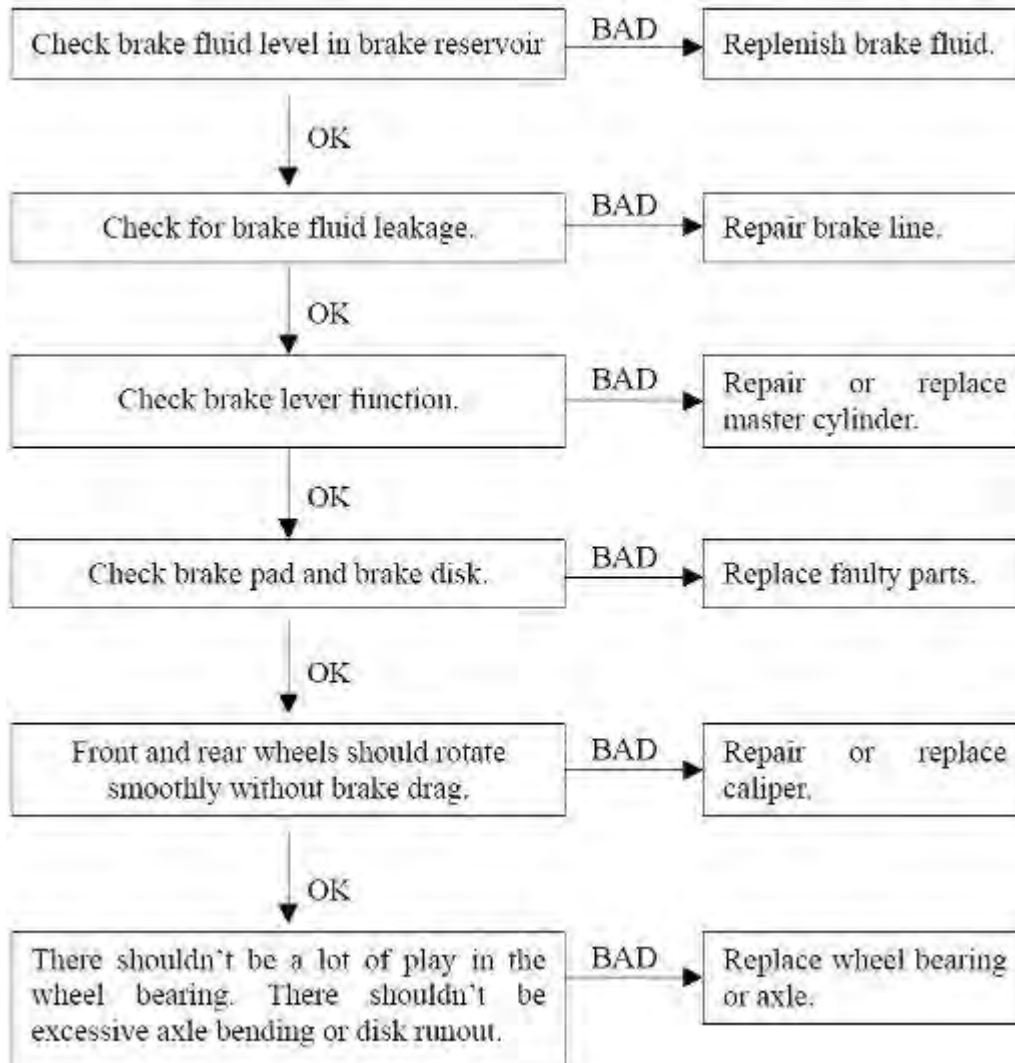 Check brake fluid level in brake reservoir
BAD
Replenish brake fluid.
OK
Check for brake fluid leakage.
BAD
Repair brake line.
OK
Check brake lever function.
BAD
Repair or replace
master cylinder.
OK
Check brake pad and brake disk.
BAD
Replace faulty parts.
OK
Front and rear wheels should rotate
smoothly without brake drag.
BAD
Repair or replace
caliper.
OK
There shouldn't be a lot of play in the
wheel bearing. There shouldn't be
excessive axle bending or disk runout.
BAD
Replace wheel bearing
or axle.